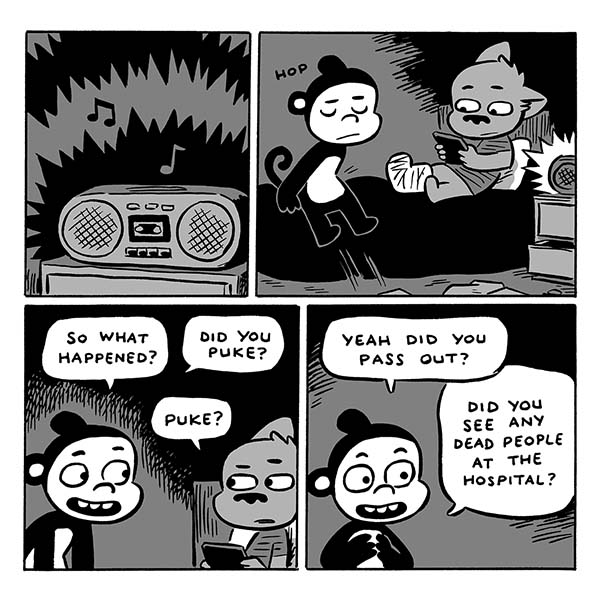 HOP
SO WHAT
HAPPENED?
DID YOU
PUKE?
PUKE?
YEAH DID YOU
PASS OUT?
DID YOU
SEE ANY
DEAD PEOPLE
AT THE
HOSPITAL?